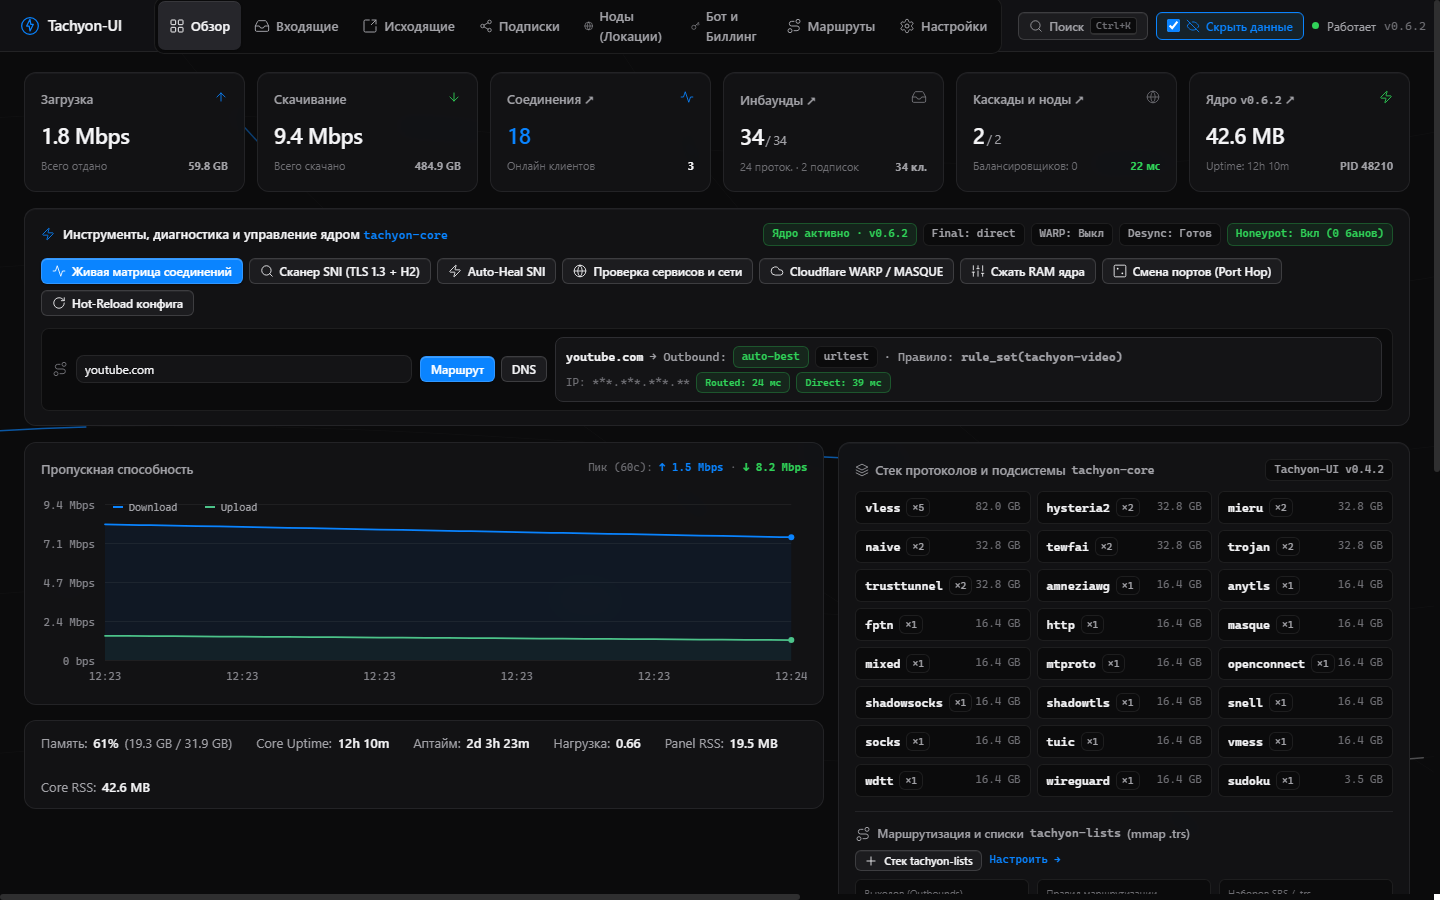 Tachyon-UI
Обзор
Входящие
Исходящие
Подписки
Ноды (Локации)
Бот и Биллинг
Маршруты
Настройки
Поиск Ctrl+K
Скрыть данные
Работает v0.6.2
Загрузка
1.8 Mbps
Всего отдано 59.8 GB
Скачивание
9.4 Mbps
Всего скачано 484.9 GB
Соединения ↗
18
Онлайн клиентов 3
Инбаунды ↗
34 / 34
24 проток. · 2 подписок 34 кл.
Каскады и ноды ↗
2 / 2
Балансировщиков: 0 22 мс
Ядро v0.6.2 ↗
42.6 MB
Uptime: 12h 10m PID 48210
Инструменты, диагностика и управление ядром tachyon-core
Ядро активно · v0.6.2
Final: direct
WARP: Выкл
Desync: Готов
Honeypot: Вкл (0 банов)
Живая матрица соединений
Сканер SNI (TLS 1.3 + H2)
Auto-Heal SNI
Проверка сервисов и сети
Cloudflare WARP / MASQUE
Сжать RAM ядра
Смена портов (Port Hop)
Hot-Reload конфига
youtube.com
Маршрут
DNS
youtube.com → Outbound: auto-best urltest · Правило: rule_set(tachyon-video)
IP: ***.***.***.** Routed: 24 мс Direct: 39 мс
Пропускная способность
Пик (60с): ↑ 1.5 Mbps · ↓ 8.2 Mbps
Download Upload
9.4 Mbps
7.1 Mbps
4.7 Mbps
2.4 Mbps
0 bps
12:23 12:23 12:23 12:23 12:23 12:24
Память: 61% (19.3 GB / 31.9 GB) Core Uptime: 12h 10m Аптайм: 2d 3h 23m Нагрузка: 0.66 Panel RSS: 19.5 MB
Core RSS: 42.6 MB
Стек протоколов и подсистемы tachyon-core
Tachyon-UI v0.4.2
vless ×5 82.0 GB hysteria2 ×2 32.8 GB mieru ×2 32.8 GB
naive ×2 32.8 GB tewfai ×2 32.8 GB trojan ×2 32.8 GB
trusttunnel ×2 32.8 GB amneziawg ×1 16.4 GB anytls ×1 16.4 GB
fptn ×1 16.4 GB http ×1 16.4 GB masque ×1 16.4 GB
mixed ×1 16.4 GB mtproto ×1 16.4 GB openconnect ×1 16.4 GB
shadowsocks ×1 16.4 GB shadowtls ×1 16.4 GB snell ×1 16.4 GB
socks ×1 16.4 GB tuic ×1 16.4 GB vmess ×1 16.4 GB
wdtt ×1 16.4 GB wireguard ×1 16.4 GB sudoku ×1 3.5 GB
Маршрутизация и списки tachyon-lists (mmap .trs)
Стек tachyon-lists
Настроить →
Выходов (Outbounds) Правил маршрутизации Наборов SRS / .trs